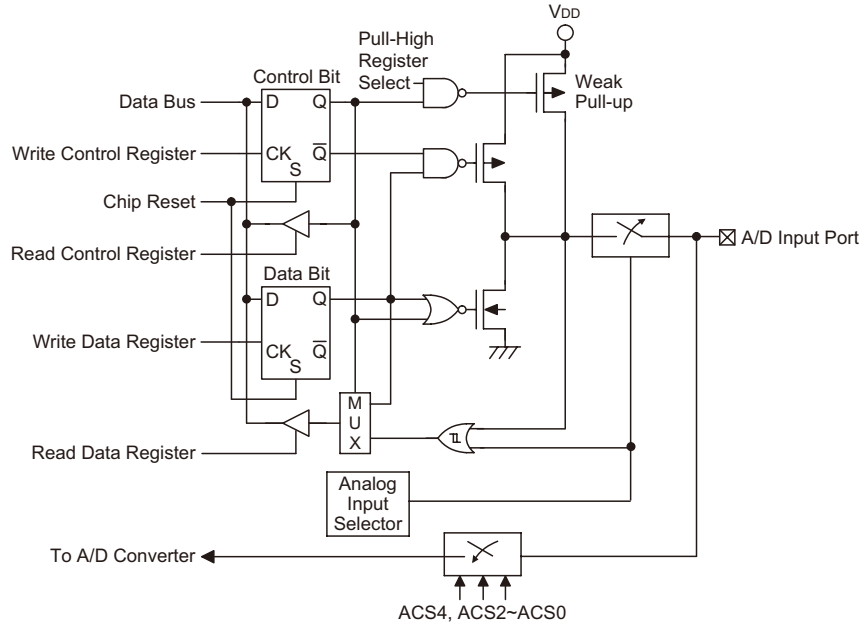 VDD
Pull-High
Register
Select
Weak
Pull-up
Control Bit
Data Bus
D
Q
Write Control Register
CK
Q
S
Chip Reset
Read Control Register
A/D Input Port
Data Bit
D
Q
Write Data Register
CK
Q
S
M
U
X
Read Data Register
Analog
Input
Selector
To A/D Converter
ACS4, ACS2~ACS0